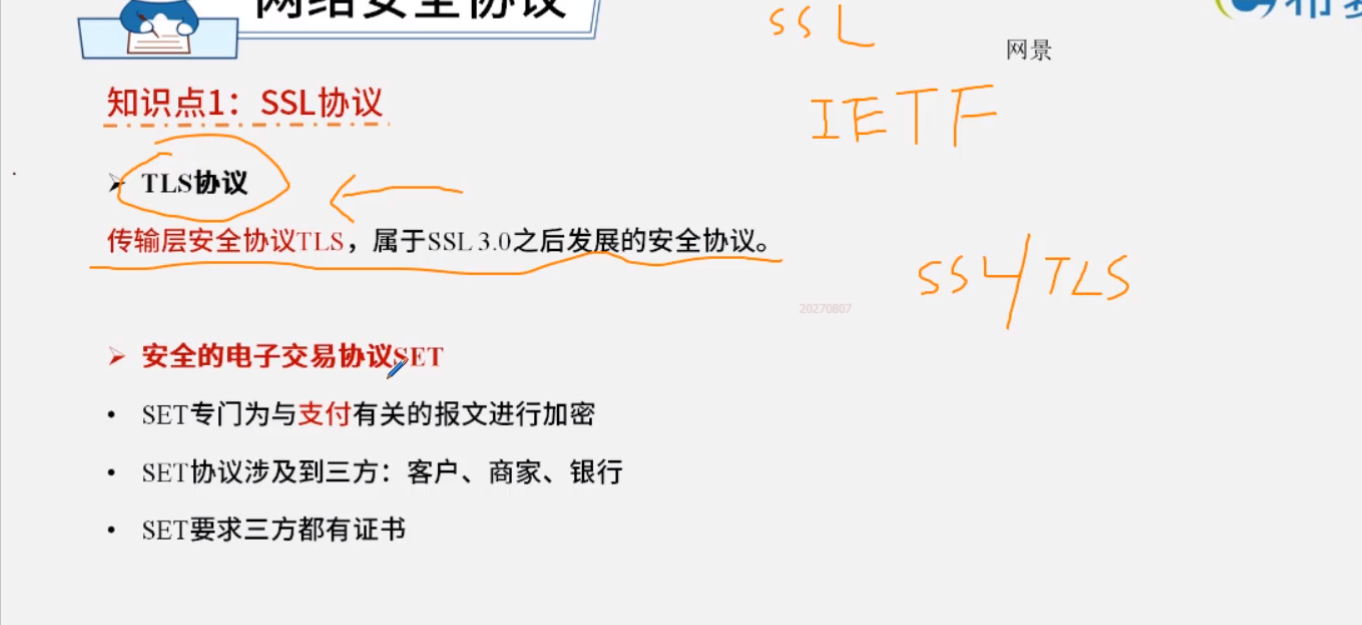 网络安全协议
SSL
网景
知识点1：SSL协议
IETF
➢ TLS协议
传输层安全协议TLS，属于SSL 3.0之后发展的安全协议。
SSL/TLS
20270807
➢ 安全的电子交易协议SET
• SET专门为与支付有关的报文进行加密
• SET协议涉及到三方：客户、商家、银行
• SET要求三方都有证书